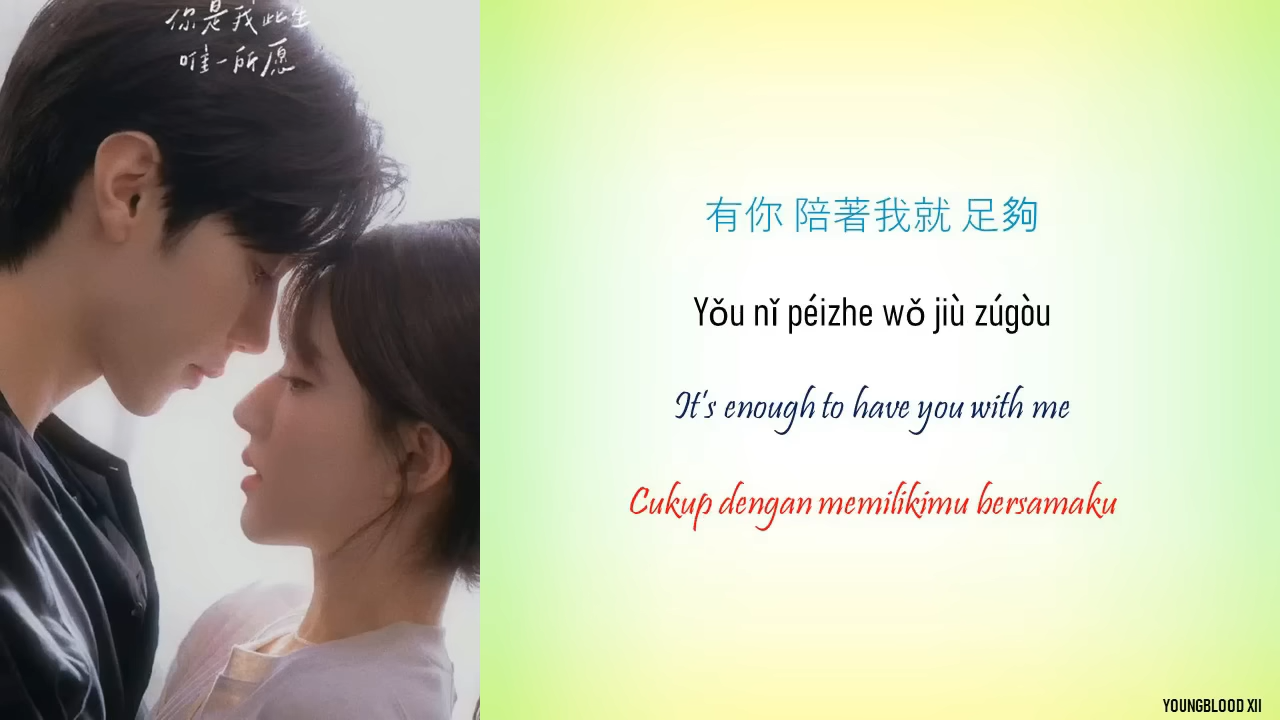 你是我此生
唯一所愿
有你 陪著我就 足夠
Yǒu nǐ péizhe wǒ jiù zúgòu
It's enough to have you with me
Cukup dengan memilikimu bersamaku
YOUNGBLOOD XII